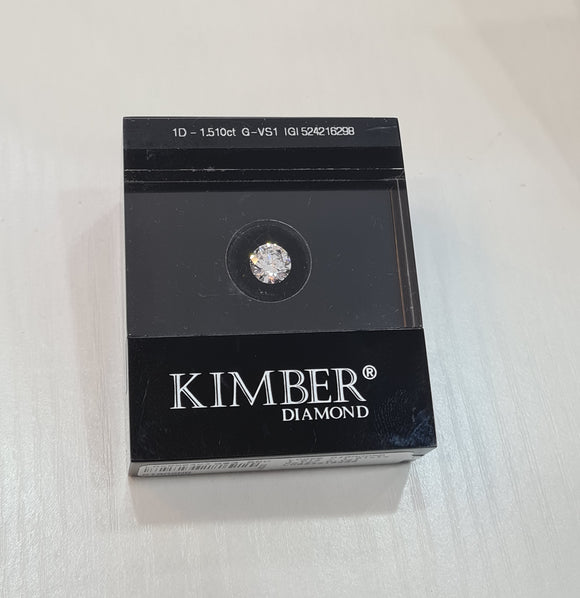 1D - 1.510ct G-VS1 IGI 524216298
KIMBER®
DIAMOND